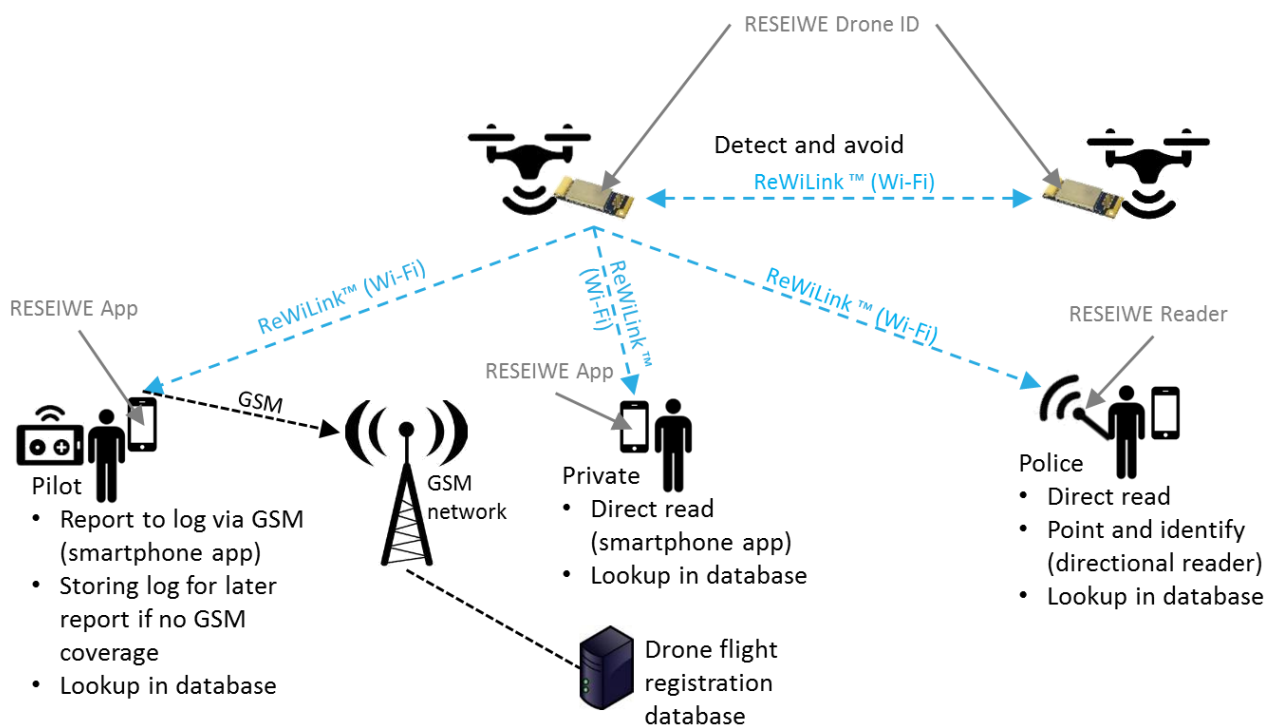 RESEIWE Drone ID
Detect and avoid
ReWiLink ™ (Wi-Fi)
ReWiLink™ (Wi-Fi)
ReWiLink ™
(Wi-Fi)
ReWiLink ™ (Wi-Fi)
RESEIWE App
RESEIWE Reader
RESEIWE App
GSM
GSM
network
Pilot
• Report to log via GSM
(smartphone app)
• Storing log for later
report if no GSM
coverage
• Lookup in database
Private
• Direct read
(smartphone app)
• Lookup in database
Police
• Direct read
• Point and identify
(directional reader)
• Lookup in database
Drone flight
registration
database